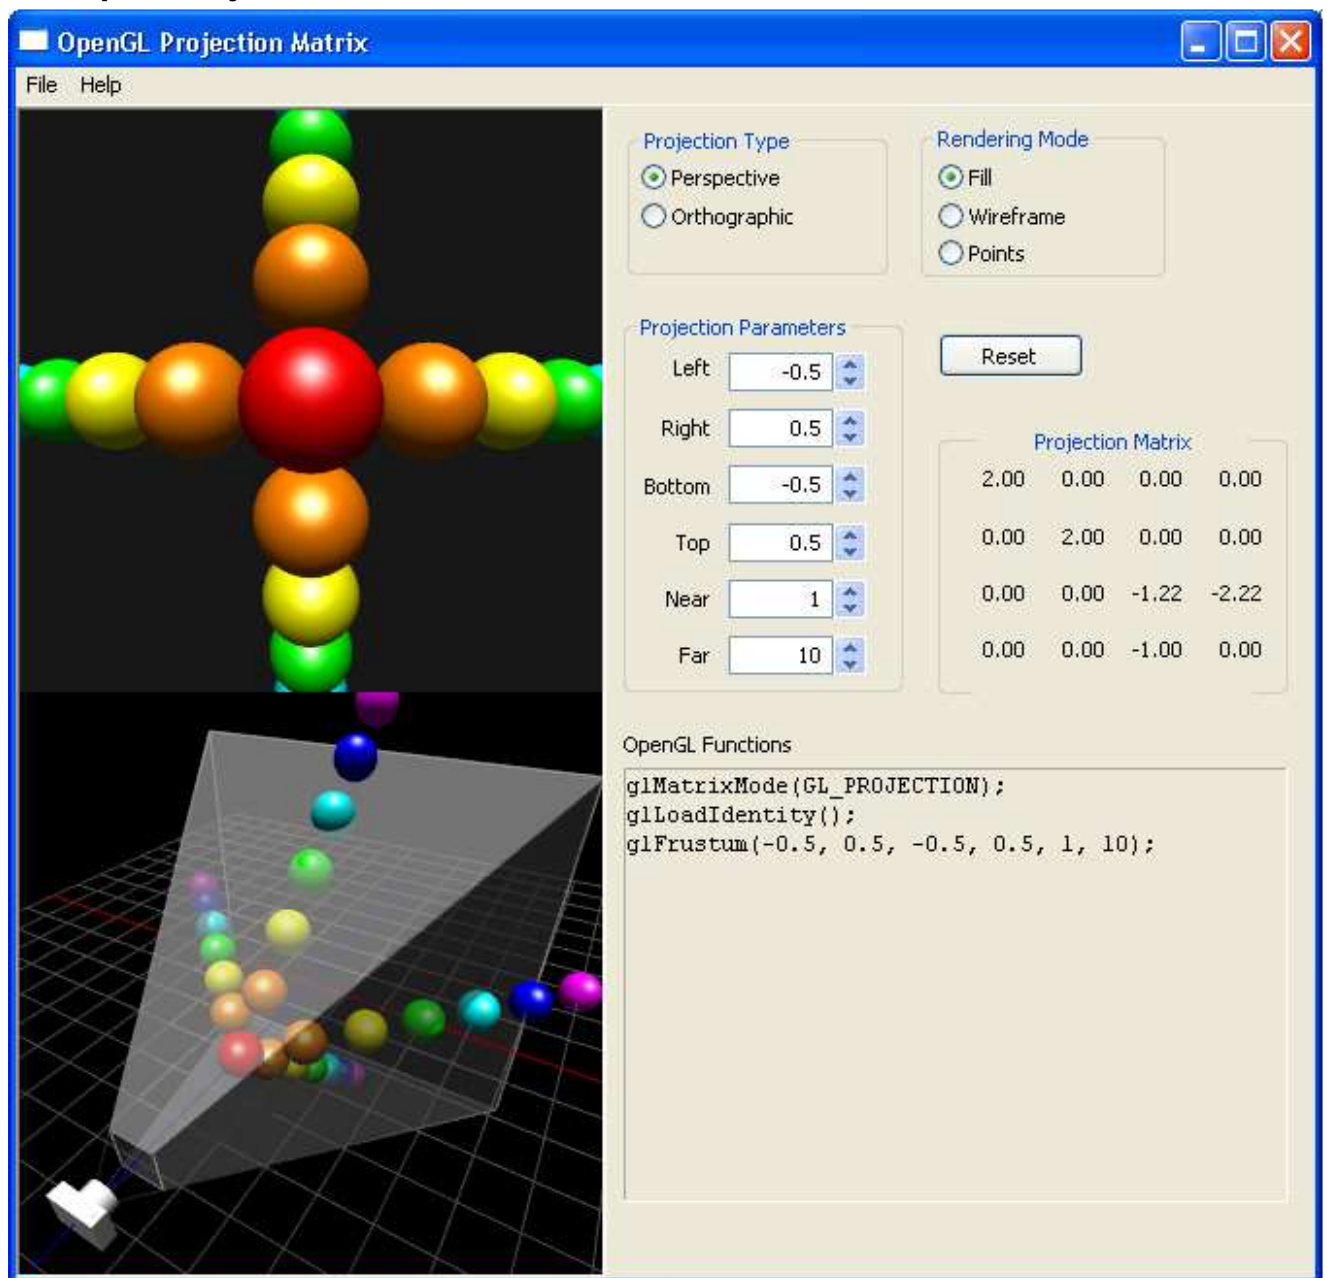 OpenGL Projection Matrix
File Help
Projection Type
Perspective
Orthographic
Rendering Mode
Fill
Wireframe
Points
Projection Parameters
Left -0.5
Right 0.5
Bottom -0.5
Top 0.5
Near 1
Far 10
Reset
Projection Matrix
2.00 0.00 0.00 0.00
0.00 2.00 0.00 0.00
0.00 0.00 -1.22 -2.22
0.00 0.00 -1.00 0.00
OpenGL Functions
glMatrixMode(GL_PROJECTION);
glLoadIdentity();
glFrustum(-0.5, 0.5, -0.5, 0.5, 1, 10);